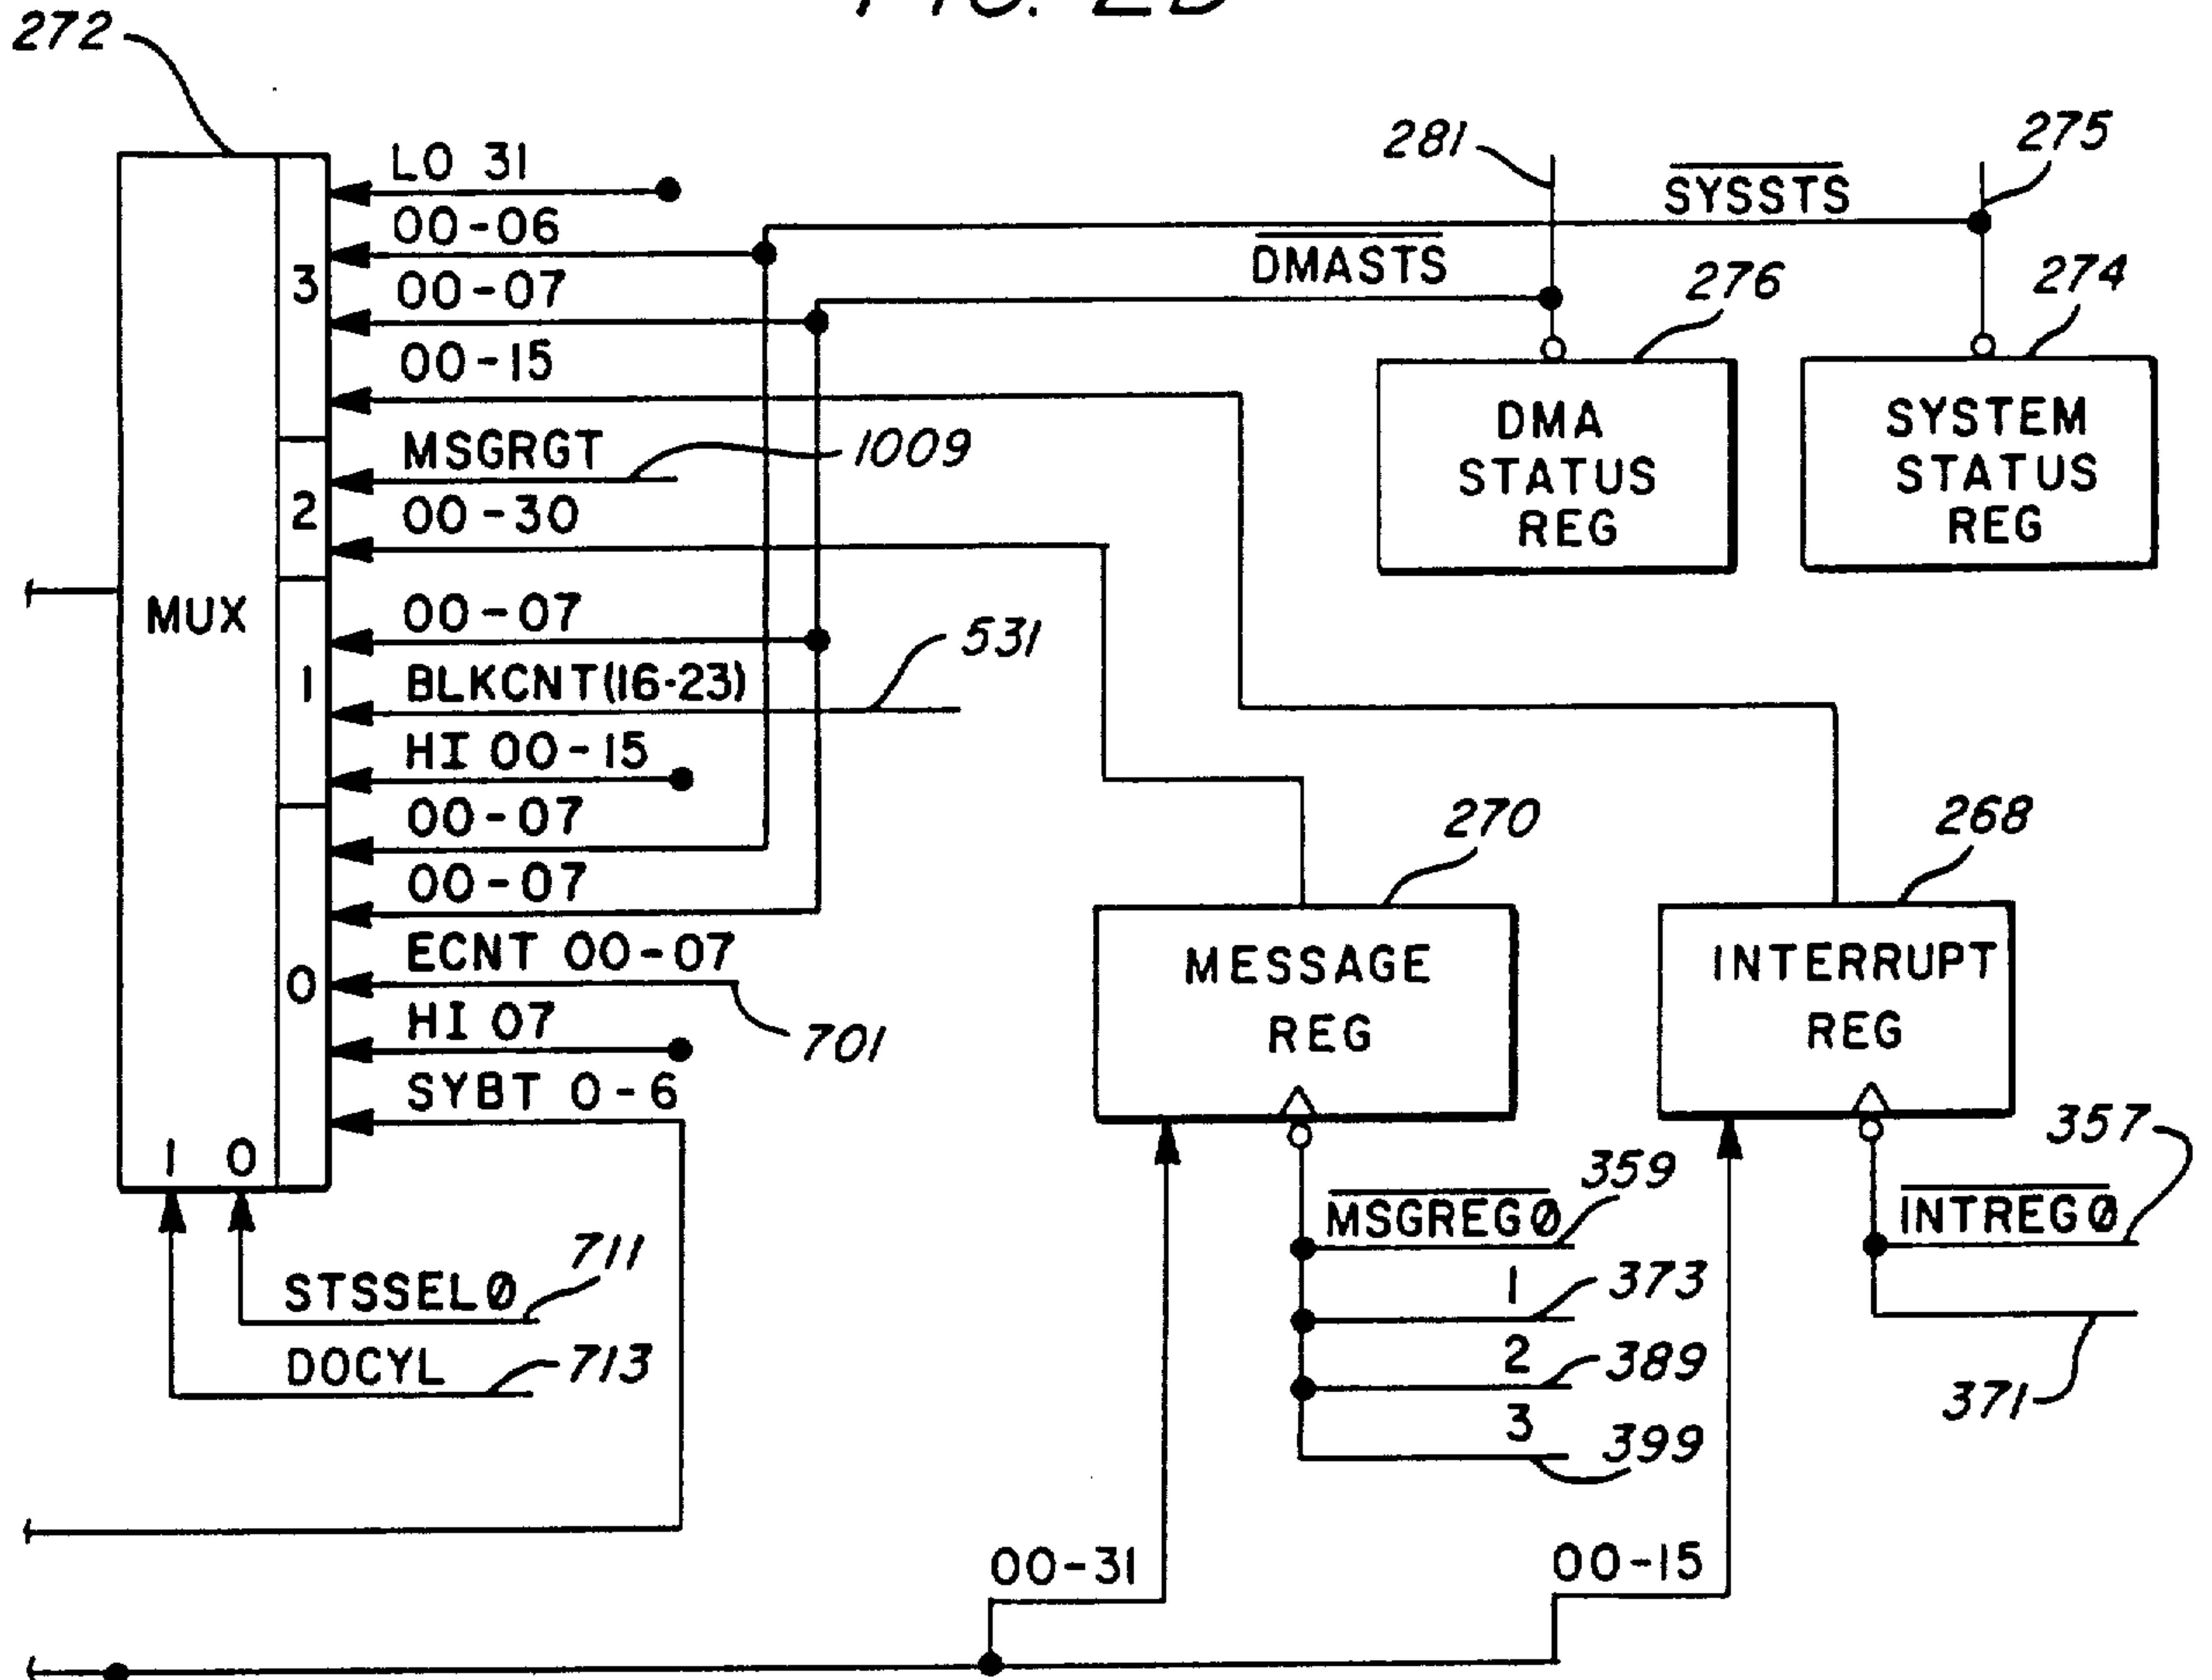 FIG. 2D
272
LO 31
00-06
00-07
00-15
3
MSGRGT
1009
00-30
2
MUX
00-07
BLKCNT(16-23)
531
HI 00-15
1
00-07
00-07
ECNT 00-07
701
HI 07
SYBT 0-6
0
1 0
STSSEL0
711
DOCYL
713
281
SYSSTS
275
DMASTS
276
274
DMA
STATUS
REG
SYSTEM
STATUS
REG
270
268
MESSAGE
REG
INTERRUPT
REG
MSGREG0
359
1
373
2
389
3
399
INTREG0
357
371
00-31
00-15